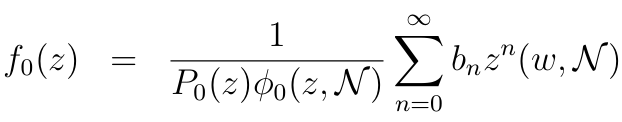 f_0(z) = \frac{1}{P_0(z)\phi_0(z, \mathcal{N})} \sum_{n=0}^{\infty} b_n z^n (w, \mathcal{N})